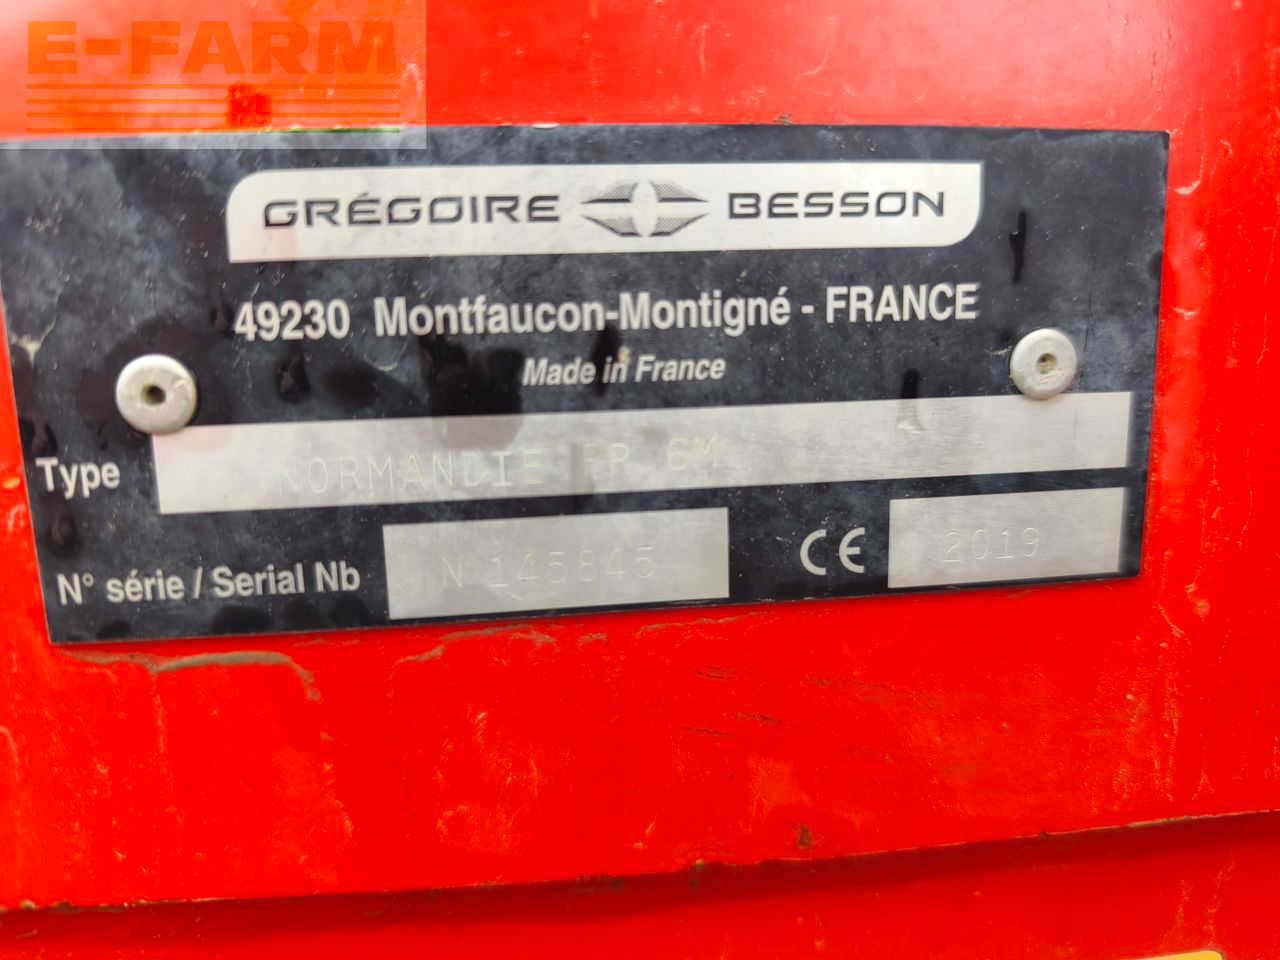 E-FARM
GRÉGOIRE BESSON
49230 Montfaucon-Montigné - FRANCE
Made in France
Type NORMANDIE PR 6M
N° série / Serial Nb N 145845 CE 2019